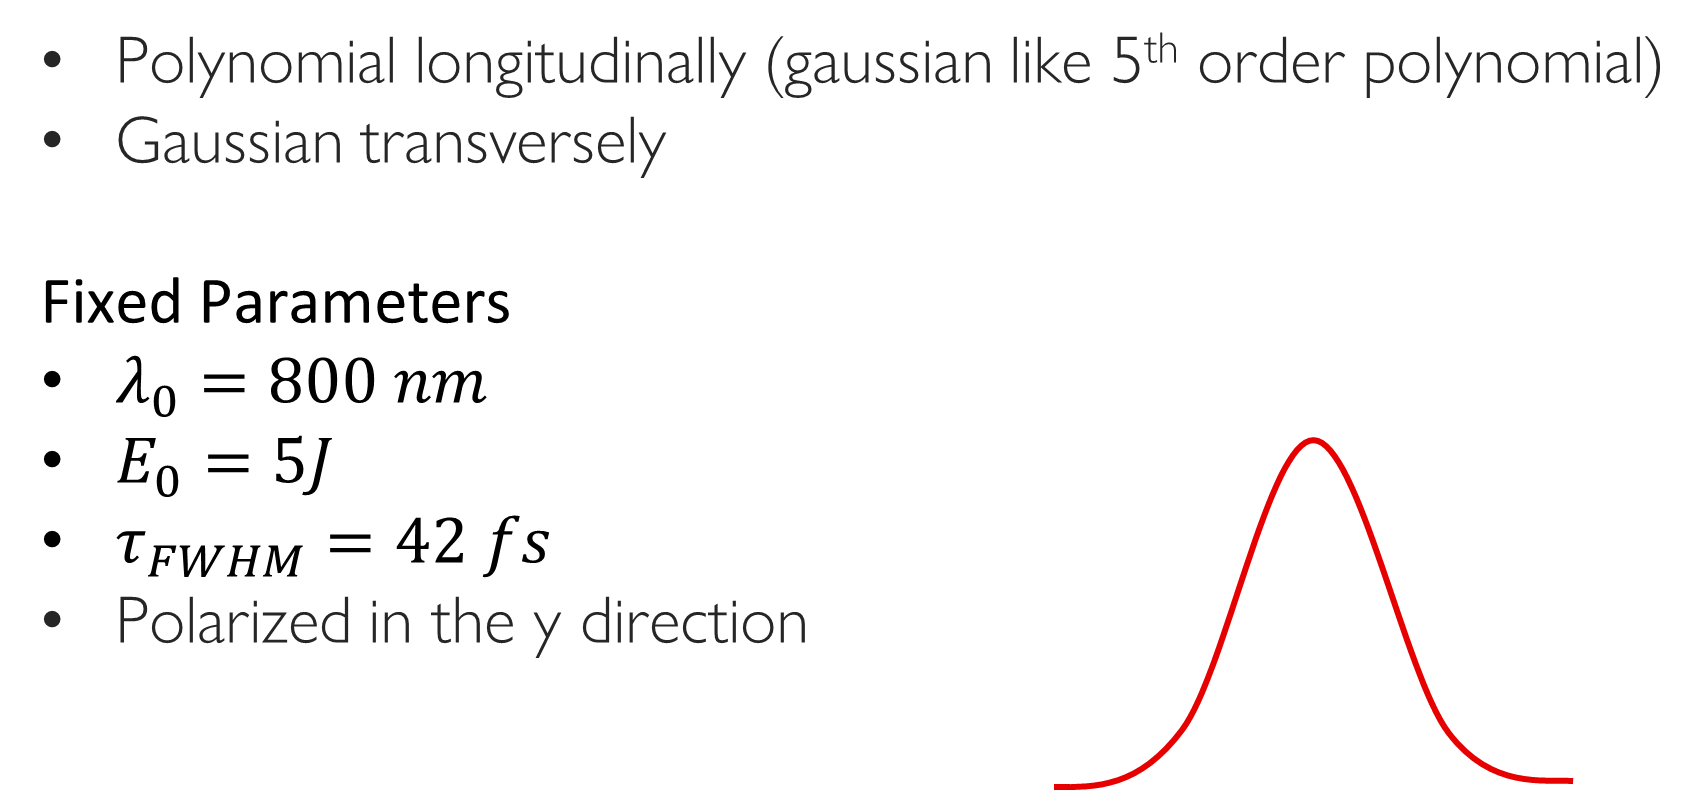 • Polynomial longitudinally (gaussian like 5th order polynomial)
• Gaussian transversely
Fixed Parameters
• λ₀ = 800 nm
• E₀ = 5J
• τ_FWHM = 42 fs
• Polarized in the y direction